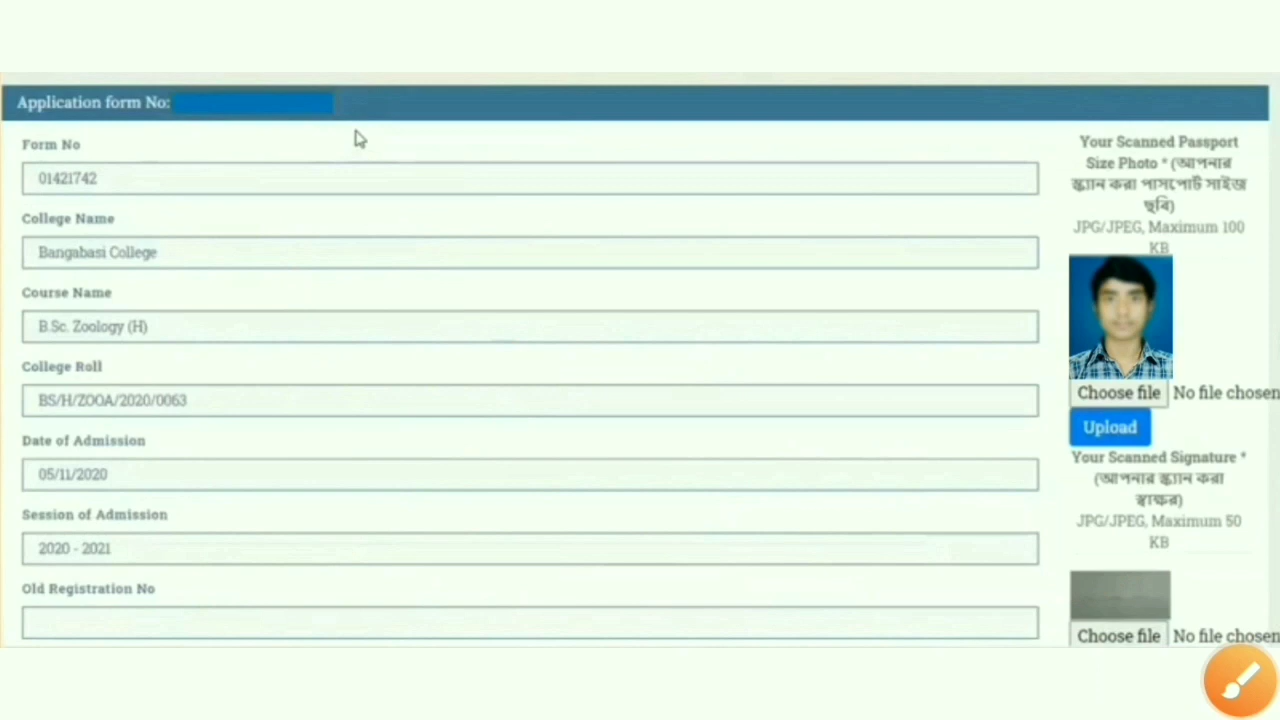 Application form No:
Form No
01421742
College Name
Bangabasi College
Course Name
B.Sc. Zoology (H)
College Roll
BS/H/ZOOA/2020/0063
Date of Admission
05/11/2020
Session of Admission
2020 - 2021
Old Registration No
Your Scanned Passport
Size Photo * (আপনার
স্ক্যান করা পাসপোর্ট সাইজ
ছবি)
JPG/JPEG, Maximum 100
KB
Choose file No file chosen
Upload
Your Scanned Signature *
(আপনার স্ক্যান করা
স্বাক্ষর)
JPG/JPEG, Maximum 50
KB
Choose file No file chosen